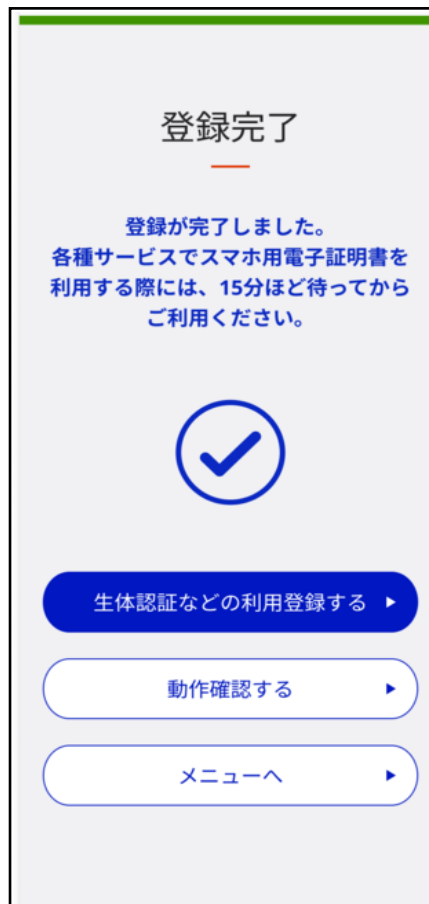 登録完了
登録が完了しました。
各種サービスでスマホ用電子証明書を
利用する際には、15分ほど待ってから
ご利用ください。
生体認証などの利用登録する
動作確認する
メニューへ